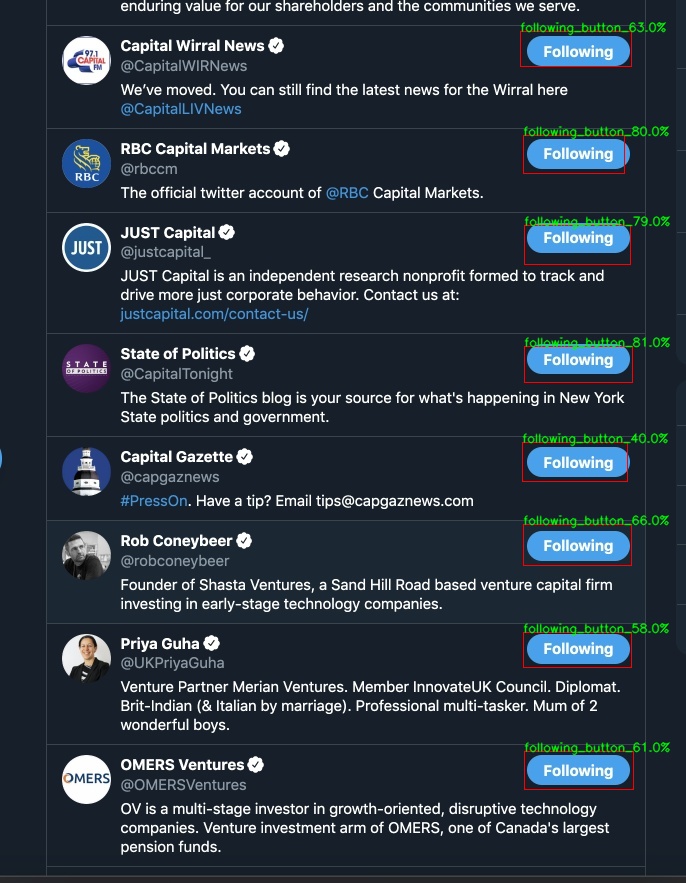 enduring value for our shareholders and the communities we serve.
following_button_63.0%
97.1
CAPITAL
FM
Capital Wirral News
Following
@CapitalWIRNews
We've moved. You can still find the latest news for the Wirral here
@CapitalLIVNews
following_button_80.0%
RBC
RBC Capital Markets
Following
@rbccm
The official twitter account of @RBC Capital Markets.
following_button_79.0%
JUST
JUST Capital
Following
@justcapital_
JUST Capital is an independent research nonprofit formed to track and
drive more just corporate behavior. Contact us at:
justcapital.com/contact-us/
following_button_81.0%
STATE
OF POLITICS
State of Politics
Following
@CapitalTonight
The State of Politics blog is your source for what's happening in New York
State politics and government.
following_button_40.0%
Capital Gazette
Following
@capgaznews
#PressOn. Have a tip? Email tips@capgaznews.com
following_button_66.0%
Rob Coneybeer
Following
@robconeybeer
Founder of Shasta Ventures, a Sand Hill Road based venture capital firm
investing in early-stage technology companies.
following_button_58.0%
Priya Guha
Following
@UKPriyaGuha
Venture Partner Merian Ventures. Member InnovateUK Council. Diplomat.
Brit-Indian (& Italian by marriage). Professional multi-tasker. Mum of 2
wonderful boys.
following_button_61.0%
OMERS
OMERS Ventures
Following
@OMERSVentures
OV is a multi-stage investor in growth-oriented, disruptive technology
companies. Venture investment arm of OMERS, one of Canada's largest
pension funds.